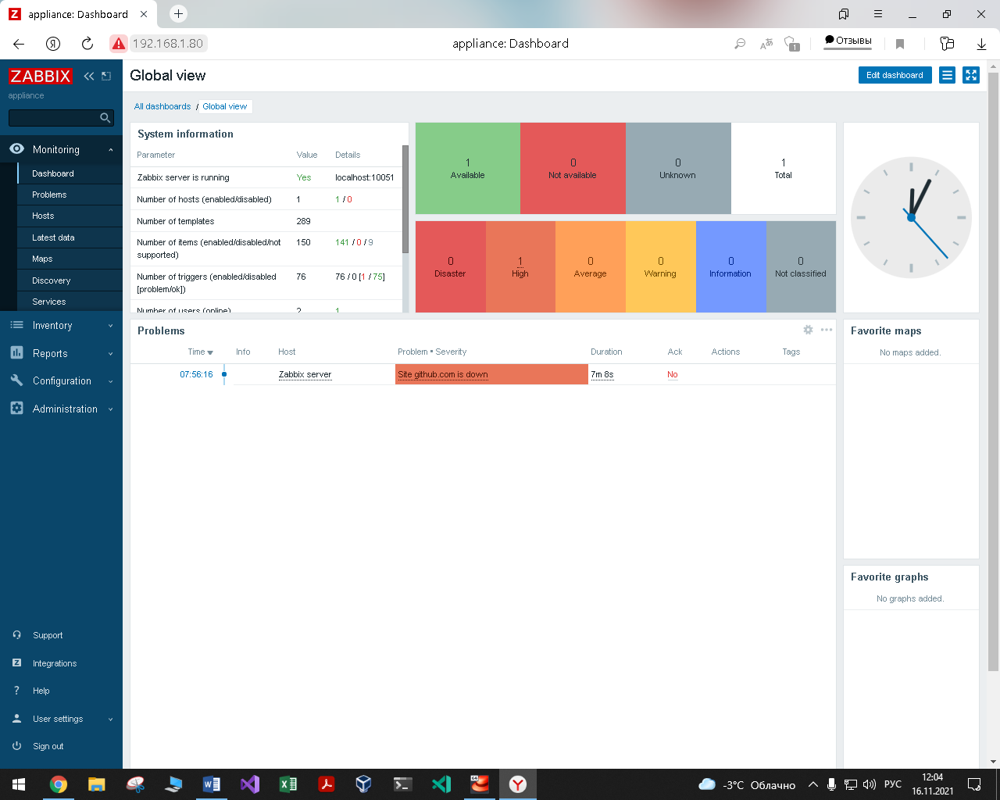 appliance: Dashboard
192.168.1.80
appliance: Dashboard
1
Отзывы
ZABBIX
appliance
Monitoring
Dashboard
Problems
Hosts
Latest data
Maps
Discovery
Services
Inventory
Reports
Configuration
Administration
Support
Integrations
Help
User settings
Sign out
Global view
Edit dashboard
All dashboards / Global view
System information
Parameter Value Details
Zabbix server is running Yes localhost:10051
Number of hosts (enabled/disabled) 1 1 / 0
Number of templates 289
Number of items (enabled/disabled/not supported) 150 141 / 0 / 9
Number of triggers (enabled/disabled [problem/ok]) 76 76 / 0 [1 / 75]
Number of users (online) 2 1
1 Available
0 Not available
0 Unknown
1 Total
0 Disaster
1 High
0 Average
0 Warning
0 Information
0 Not classified
Problems
Time Info Host Problem • Severity Duration Ack Actions Tags
07:56:16 Zabbix server Site github.com is down 7m 8s No
Favorite maps
No maps added.
Favorite graphs
No graphs added.
-3°C Облачно
РУС
12:04
16.11.2021